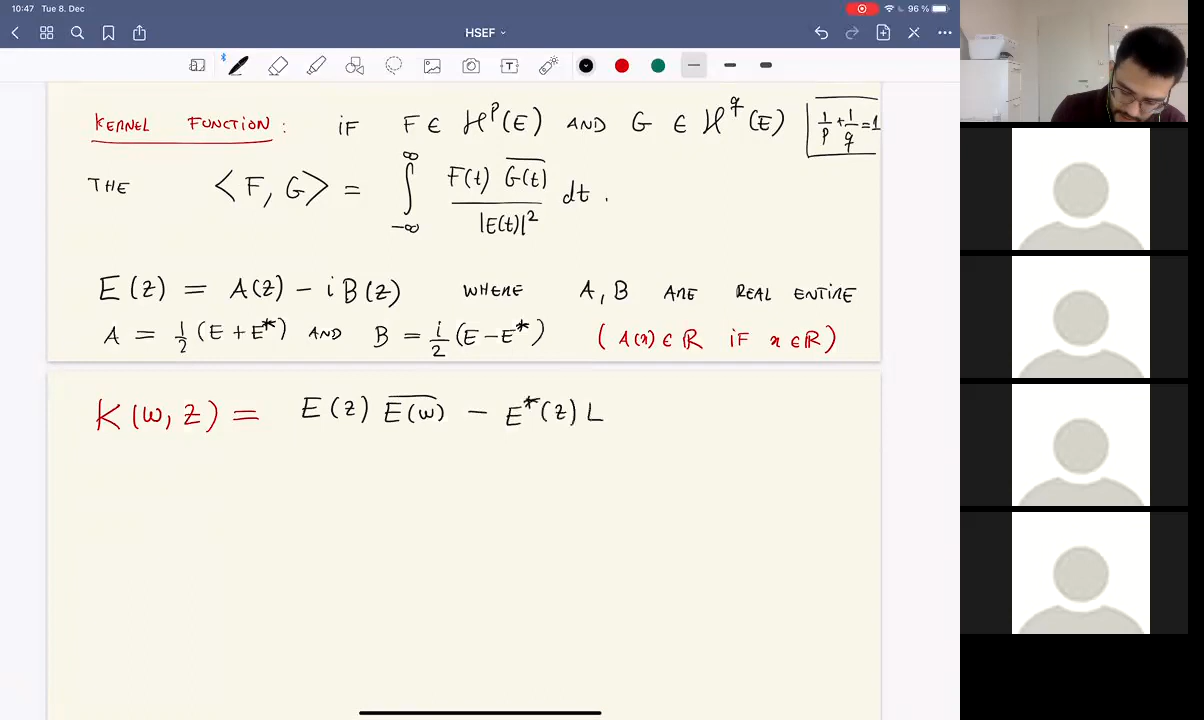 10:47 Tue 8. Dec 96 %
HSEF
KERNEL FUNCTION: IF F ∈ ℋ^p(E) AND G ∈ ℋ^q(E) 1/p + 1/q = 1
THE ⟨F, G⟩ = ∫_{-∞}^{∞} F(t) \overline{G(t)} / |E(t)|^2 dt.
E(z) = A(z) - i B(z) WHERE A, B ARE REAL ENTIRE
A = 1/2 (E + E*) AND B = i/2 (E - E*) (A(x) ∈ ℝ IF x ∈ ℝ)
K(w, z) = E(z) \overline{E(w)} - E*(z) L